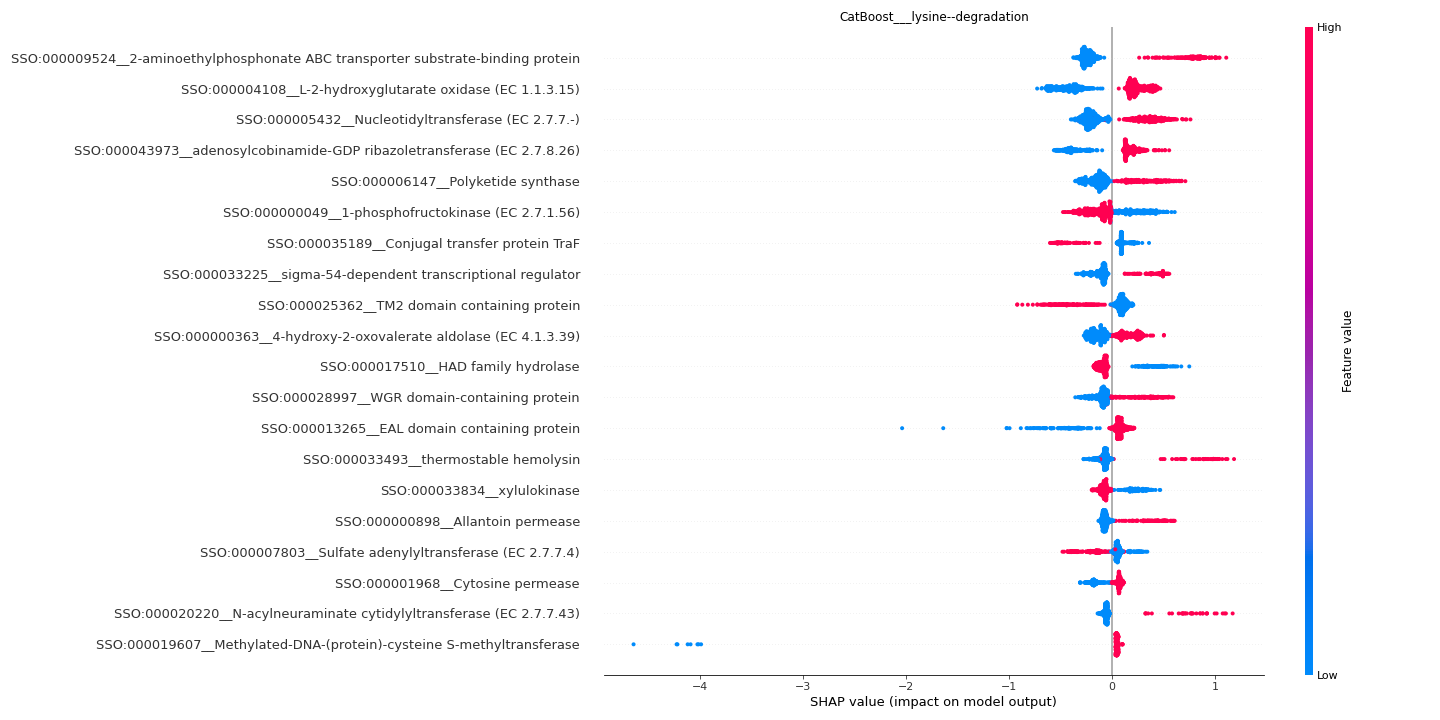 CatBoost___lysine--degradation
SSO:000009524__2-aminoethylphosphonate ABC transporter substrate-binding protein
SSO:000004108__L-2-hydroxyglutarate oxidase (EC 1.1.3.15)
SSO:000005432__Nucleotidyltransferase (EC 2.7.7.-)
SSO:000043973__adenosylcobinamide-GDP ribazoletransferase (EC 2.7.8.26)
SSO:000006147__Polyketide synthase
SSO:000000049__1-phosphofructokinase (EC 2.7.1.56)
SSO:000035189__Conjugal transfer protein TraF
SSO:000033225__sigma-54-dependent transcriptional regulator
SSO:000025362__TM2 domain containing protein
SSO:000000363__4-hydroxy-2-oxovalerate aldolase (EC 4.1.3.39)
SSO:000017510__HAD family hydrolase
SSO:000028997__WGR domain-containing protein
SSO:000013265__EAL domain containing protein
SSO:000033493__thermostable hemolysin
SSO:000033834__xylulokinase
SSO:000000898__Allantoin permease
SSO:000007803__Sulfate adenylyltransferase (EC 2.7.7.4)
SSO:000001968__Cytosine permease
SSO:000020220__N-acylneuraminate cytidylyltransferase (EC 2.7.7.43)
SSO:000019607__Methylated-DNA-(protein)-cysteine S-methyltransferase
−4 −3 −2 −1 0 1
SHAP value (impact on model output)
High
Feature value
Low